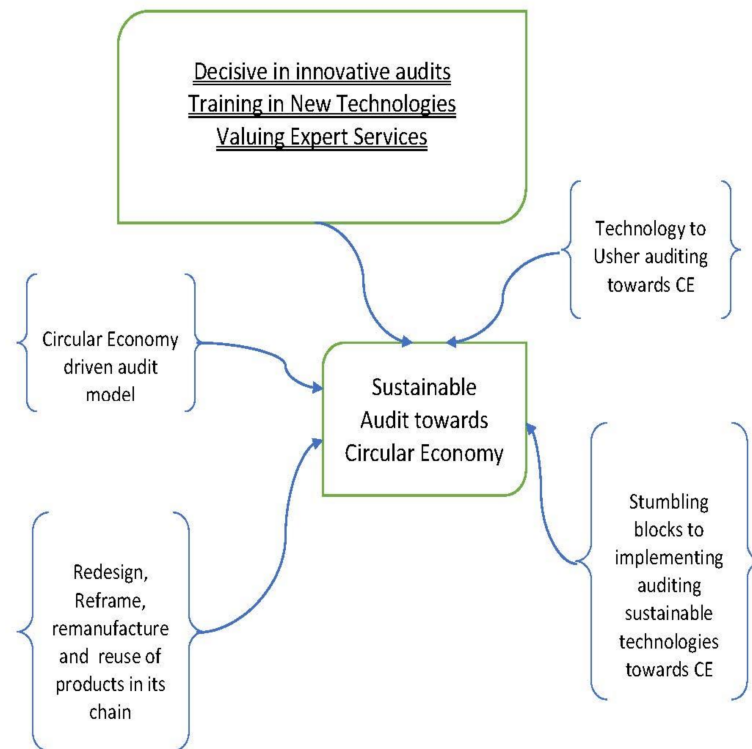 Decisive in innovative audits
Training in New Technologies
Valuing Expert Services
Technology to
Usher auditing
towards CE
Circular Economy
driven audit
model
Sustainable
Audit towards
Circular Economy
Redesign,
Reframe,
remanufacture
and reuse of
products in its
chain
Stumbling
blocks to
implementing
auditing
sustainable
technologies
towards CE